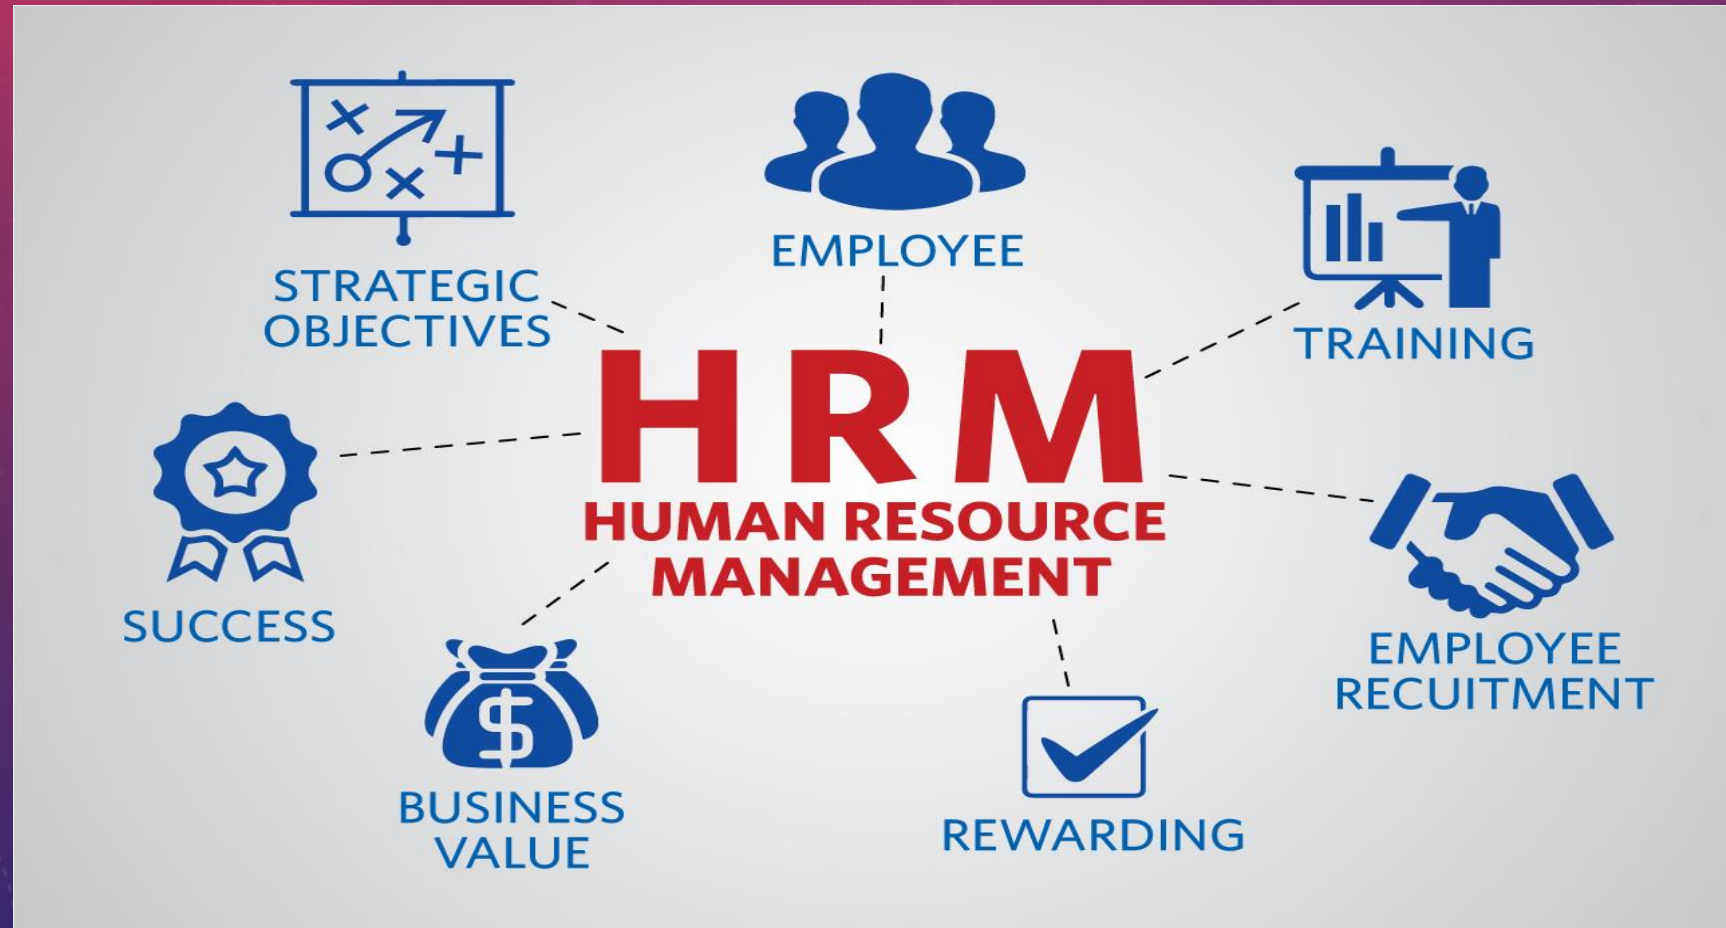 STRATEGIC
OBJECTIVES
EMPLOYEE
TRAINING
HRM
HUMAN RESOURCE
MANAGEMENT
SUCCESS
EMPLOYEE
RECUITMENT
$
BUSINESS
VALUE
REWARDING